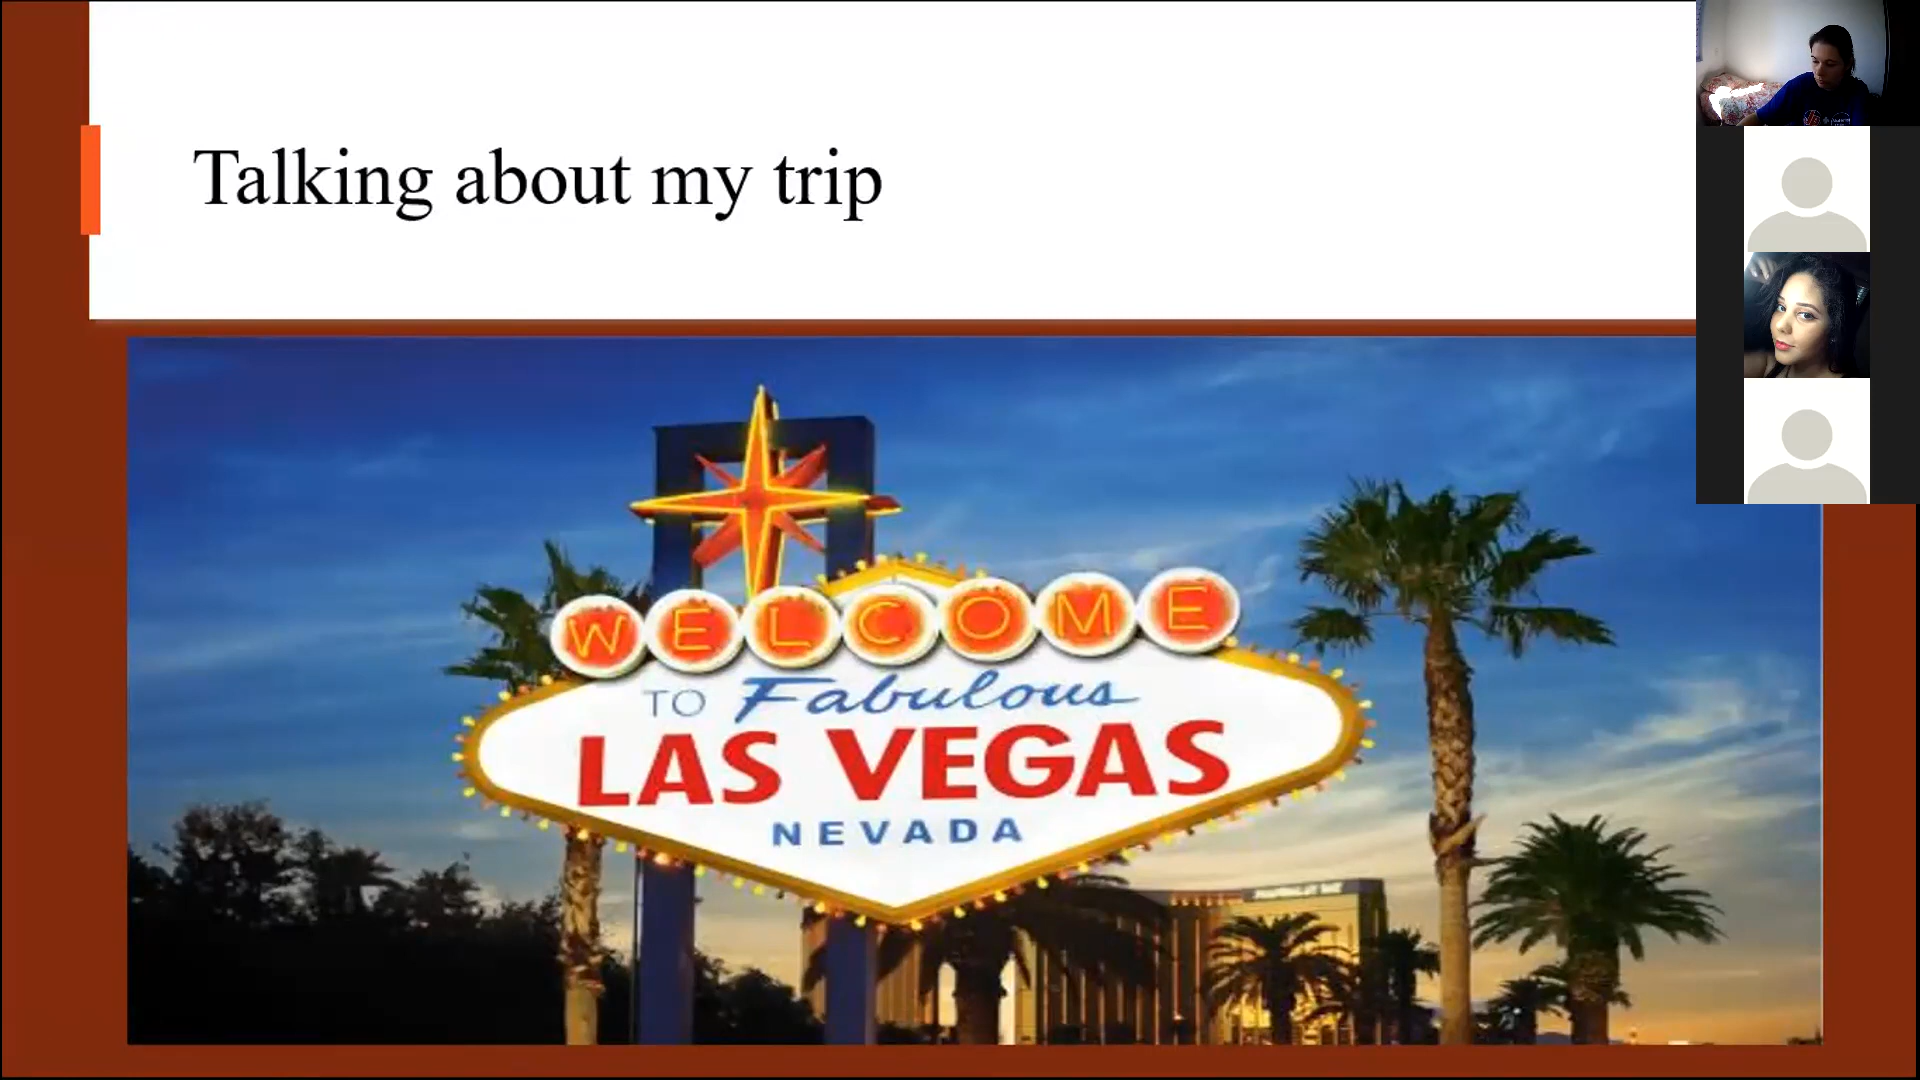 Talking about my trip
WELCOME
TO Fabulous
LAS VEGAS
NEVADA